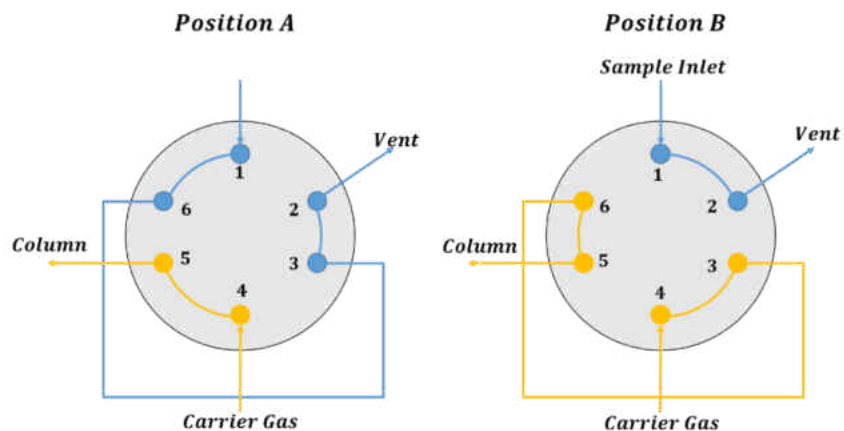 Position A
Vent
1
6
2
Column
5
3
4
Carrier Gas
Position B
Sample Inlet
Vent
1
6
2
Column
5
3
4
Carrier Gas